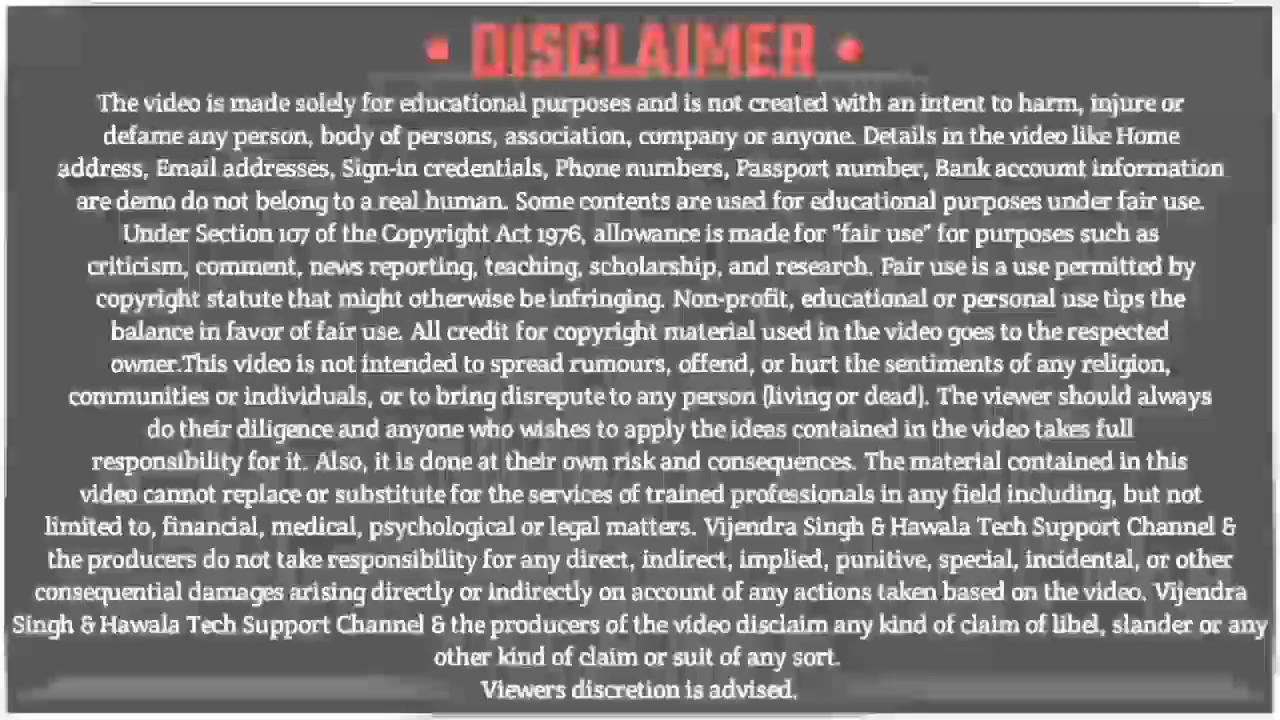 • DISCLAIMER •
The video is made solely for educational purposes and is not created with an intent to harm, injure or
defame any person, body of persons, association, company or anyone. Details in the video like Home
address, Email addresses, Sign-in credentials, Phone numbers, Passport number, Bank account information
are demo do not belong to a real human. Some contents are used for educational purposes under fair use.
Under Section 107 of the Copyright Act 1976, allowance is made for "fair use" for purposes such as
criticism, comment, news reporting, teaching, scholarship, and research. Fair use is a use permitted by
copyright statute that might otherwise be infringing. Non-profit, educational or personal use tips the
balance in favor of fair use. All credit for copyright material used in the video goes to the respected
owner.This video is not intended to spread rumours, offend, or hurt the sentiments of any religion,
communities or individuals, or to bring disrepute to any person (living or dead). The viewer should always
do their diligence and anyone who wishes to apply the ideas contained in the video takes full
responsibility for it. Also, it is done at their own risk and consequences. The material contained in this
video cannot replace or substitute for the services of trained professionals in any field including, but not
limited to, financial, medical, psychological or legal matters. Vijendra Singh & Hawala Tech Support Channel &
the producers do not take responsibility for any direct, indirect, implied, punitive, special, incidental, or other
consequential damages arising directly or indirectly on account of any actions taken based on the video. Vijendra
Singh & Hawala Tech Support Channel & the producers of the video disclaim any kind of claim of libel, slander or any
other kind of claim or suit of any sort.
Viewers discretion is advised.